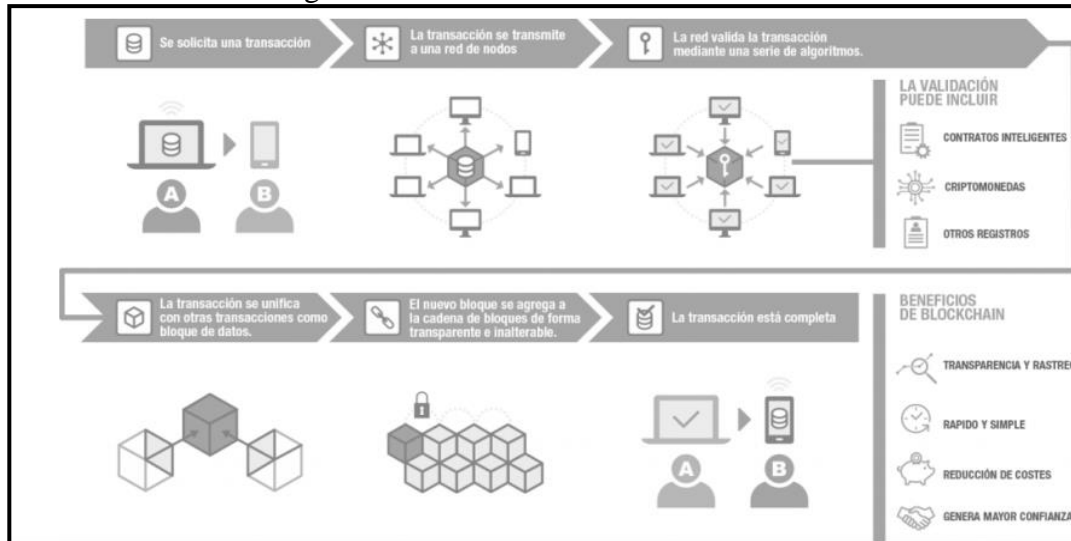 Se solicita una transacción
La transacción se transmite
a una red de nodos
La red valida la transacción
mediante una serie de algoritmos.
LA VALIDACIÓN
PUEDE INCLUIR
CONTRATOS INTELIGENTES
CRIPTOMONEDAS
OTROS REGISTROS
A
B
La transacción se unifica
con otras transacciones como
bloque de datos.
El nuevo bloque se agrega a
la cadena de bloques de forma
transparente e inalterable.
La transacción está completa
BENEFICIOS
DE BLOCKCHAIN
TRANSPARENCIA Y RASTREO
RAPIDO Y SIMPLE
REDUCCIÓN DE COSTES
GENERA MAYOR CONFIANZA
A
B